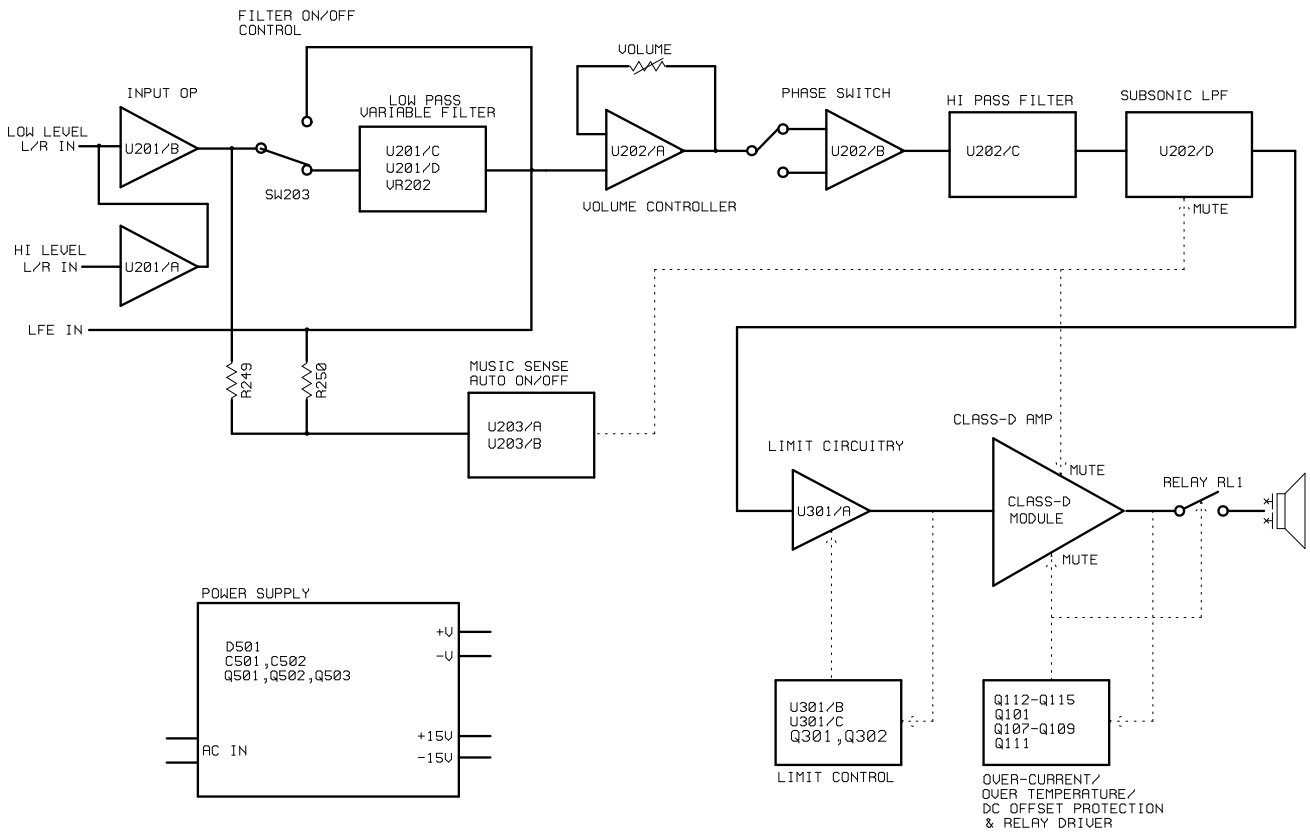 FILTER ON/OFF
CONTROL
INPUT OP
LOW LEVEL
L/R IN
U201/B
SW203
LOW PASS
VARIABLE FILTER
U201/C
U201/D
VR202
VOLUME
U202/A
VOLUME CONTROLLER
PHASE SWITCH
U202/B
HI PASS FILTER
U202/C
SUBSONIC LPF
U202/D
MUTE
HI LEVEL
L/R IN
U201/A
LFE IN
R249
R250
MUSIC SENSE
AUTO ON/OFF
U203/A
U203/B
LIMIT CIRCUITRY
U301/A
CLASS-D AMP
MUTE
CLASS-D
MODULE
MUTE
RELAY RL1
POWER SUPPLY
D501
C501,C502
Q501,Q502,Q503
+V
-V
+15V
-15V
AC IN
U301/B
U301/C
Q301,Q302
LIMIT CONTROL
Q112-Q115
Q101
Q107-Q109
Q111
OVER-CURRENT/
OVER TEMPERATURE/
DC OFFSET PROTECTION
& RELAY DRIVER